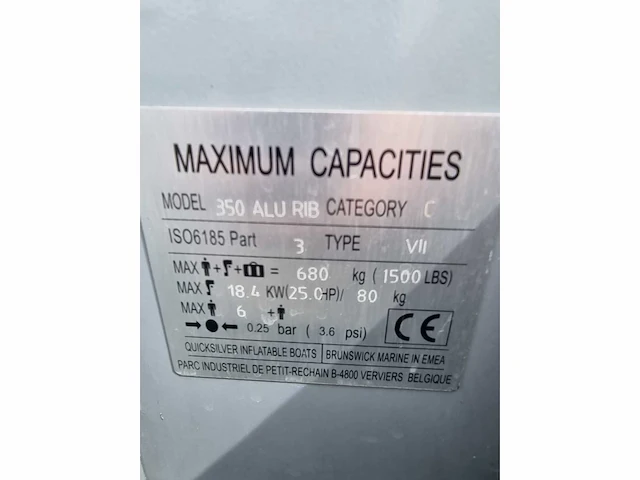 MAXIMUM CAPACITIES
MODEL 350 ALU RIB CATEGORY C
ISO6185 Part 3 TYPE VII
MAX + + = 680 kg (1500 LBS)
MAX 18.4 KW(25.0HP)/ 80 kg
MAX 6 +
0.25 bar ( 3.6 psi)
CE
QUICKSILVER INFLATABLE BOATS BRUNSWICK MARINE IN EMEA
PARC INDUSTRIEL DE PETIT-RECHAIN B-4800 VERVIERS BELGIQUE